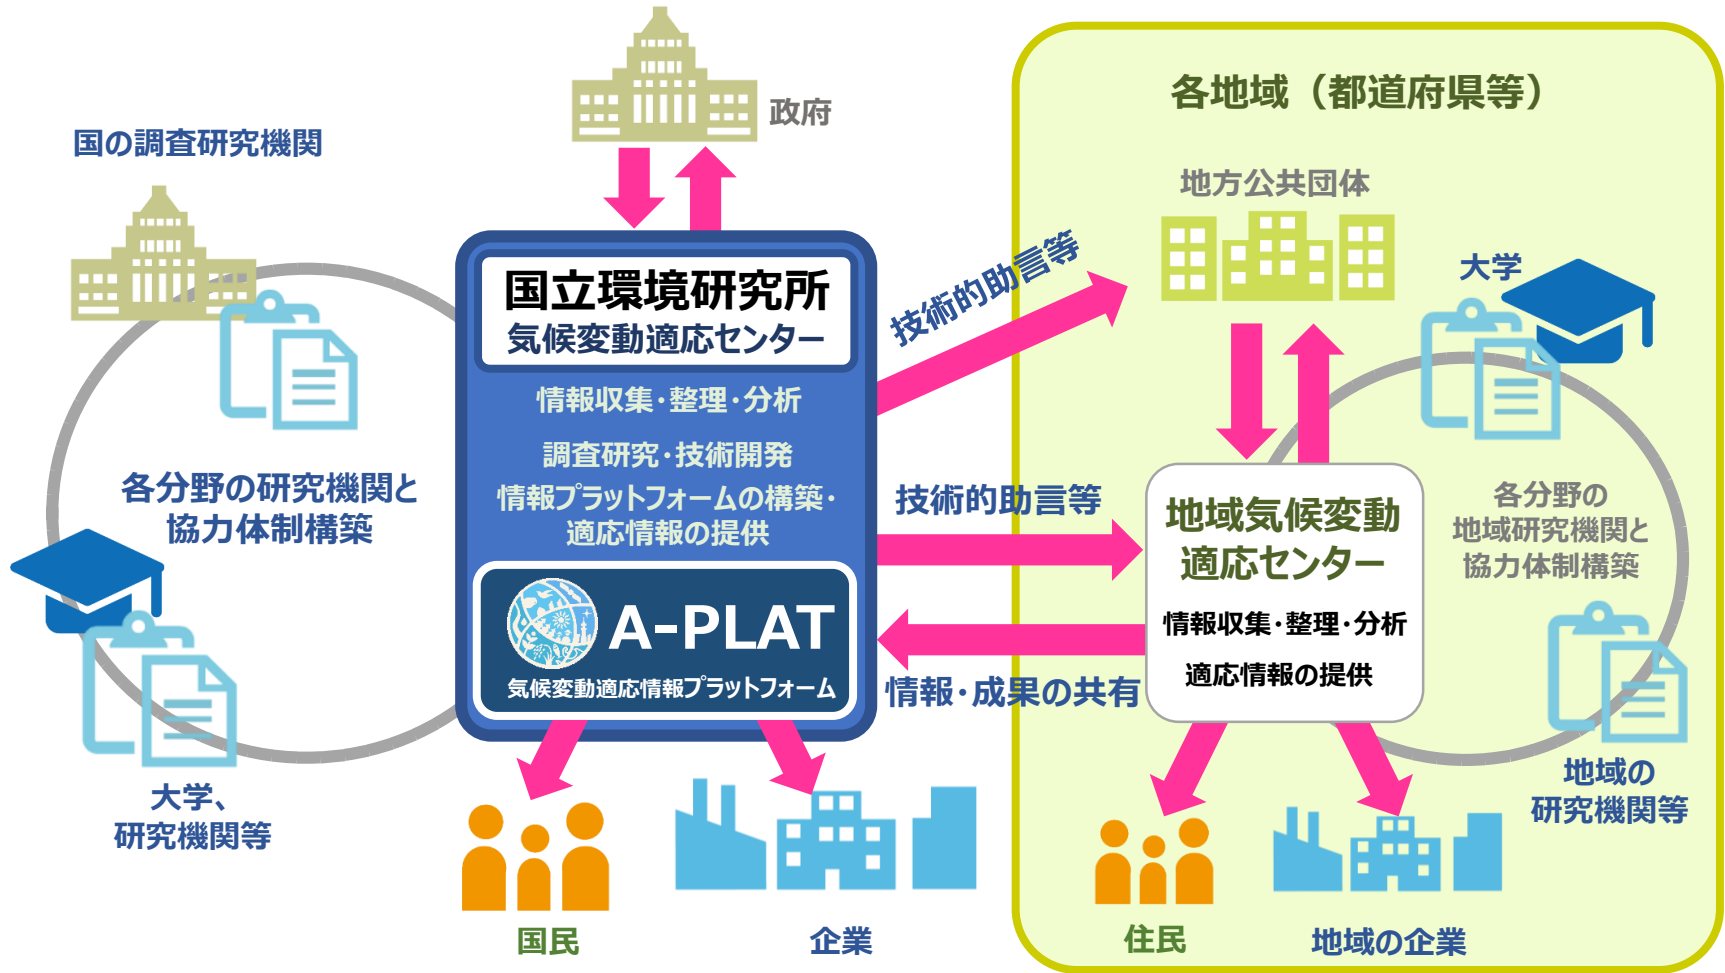 政府
国の調査研究機関
各分野の研究機関と
協力体制構築
大学、
研究機関等
国立環境研究所
気候変動適応センター
情報収集・整理・分析
調査研究・技術開発
情報プラットフォームの構築・
適応情報の提供
A-PLAT
気候変動適応情報プラットフォーム
国民
企業
技術的助言等
技術的助言等
情報・成果の共有
各地域（都道府県等）
地方公共団体
大学
地域気候変動
適応センター
情報収集・整理・分析
適応情報の提供
各分野の
地域研究機関と
協力体制構築
地域の
研究機関等
住民
地域の企業